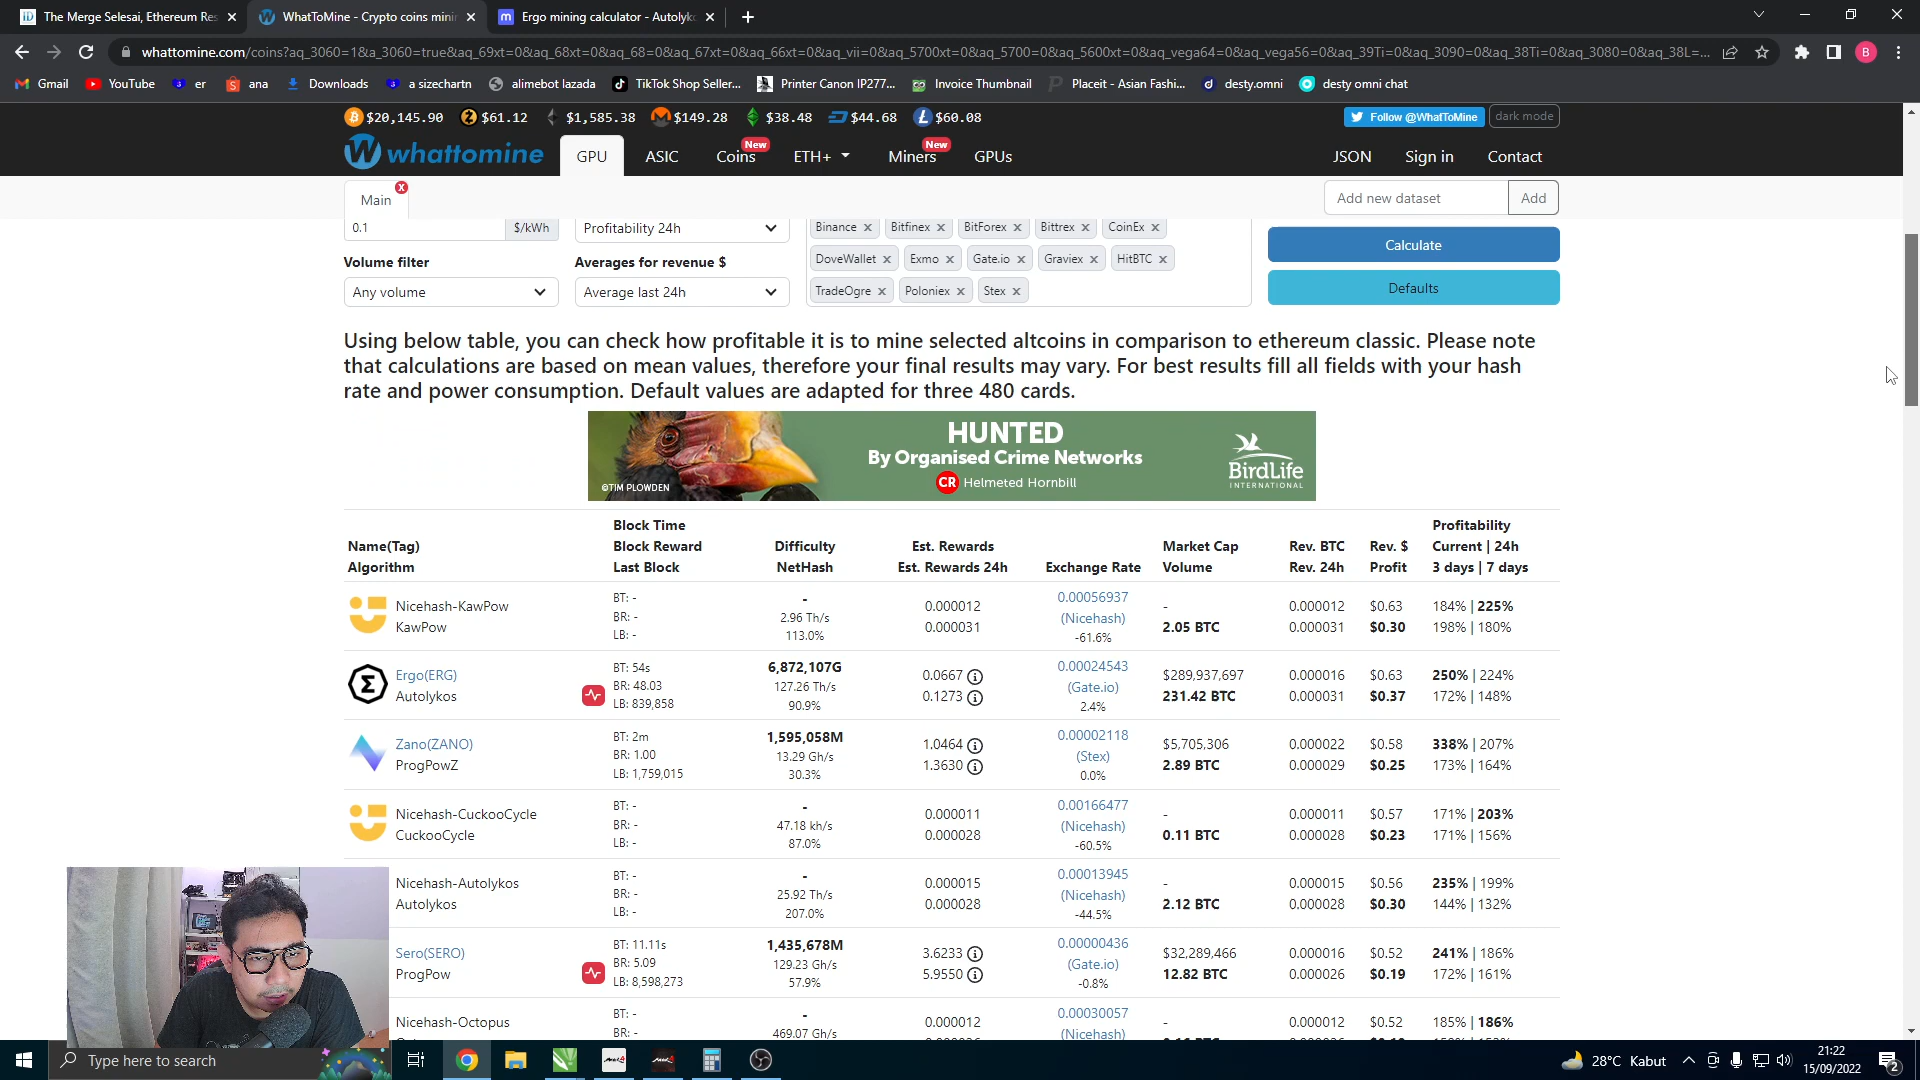 The Merge Selesai, Ethereum Res
WhatToMine - Crypto coins minin
Ergo mining calculator - Autolyko
whattomine.com/coins?aq_3060=1&a_3060=true&aq_69xt=0&aq_68xt=0&aq_68=0&aq_67xt=0&aq_66xt=0&aq_vii=0&aq_5700xt=0&aq_5700=0&aq_5600xt=0&aq_vega64=0&aq_vega56=0&aq_39Ti=0&aq_3090=0&aq_38Ti=0&aq_3080=0&aq_38L=...
B
Gmail
YouTube
er
ana
Downloads
a sizechartn
alimebot lazada
TikTok Shop Seller...
Printer Canon IP277...
Invoice Thumbnail
Placeit - Asian Fashi...
desty.omni
desty omni chat
$20,145.90 $61.12 $1,585.38 $149.28 $38.48 $44.68 $60.08
Follow @WhatToMine
dark mode
whattomine
GPU
ASIC
Coins
New
ETH+
Miners
New
GPUs
JSON
Sign in
Contact
Main
x
Add new dataset
Add
0.1
$/kWh
Profitability 24h
Binance × Bitfinex × BitForex × Bittrex × CoinEx ×
DoveWallet × Exmo × Gate.io × Graviex × HitBTC ×
TradeOgre × Poloniex × Stex ×
Calculate
Defaults
Volume filter
Any volume
Averages for revenue $
Average last 24h
Using below table, you can check how profitable it is to mine selected altcoins in comparison to ethereum classic. Please note
that calculations are based on mean values, therefore your final results may vary. For best results fill all fields with your hash
rate and power consumption. Default values are adapted for three 480 cards.
HUNTED
By Organised Crime Networks
CR Helmeted Hornbill
©TIM PLOWDEN
BirdLife
INTERNATIONAL
Name(Tag)
Algorithm
Block Time
Block Reward
Last Block
Difficulty
NetHash
Est. Rewards
Est. Rewards 24h
Exchange Rate
Market Cap
Volume
Rev. BTC
Rev. 24h
Rev. $
Profit
Profitability
Current | 24h
3 days | 7 days
Nicehash-KawPow
KawPow
BT: -
BR: -
LB: -
-
2.96 Th/s
113.0%
0.000012
0.000031
0.00056937
(Nicehash)
-61.6%
-
2.05 BTC
0.000012
0.000031
$0.63
$0.30
184% | 225%
198% | 180%
Ergo(ERG)
Autolykos
BT: 54s
BR: 48.03
LB: 839,858
6,872,107G
127.26 Th/s
90.9%
0.0667
0.1273
0.00024543
(Gate.io)
2.4%
$289,937,697
231.42 BTC
0.000016
0.000031
$0.63
$0.37
250% | 224%
172% | 148%
Zano(ZANO)
ProgPowZ
BT: 2m
BR: 1.00
LB: 1,759,015
1,595,058M
13.29 Gh/s
30.3%
1.0464
1.3630
0.00002118
(Stex)
0.0%
$5,705,306
2.89 BTC
0.000022
0.000029
$0.58
$0.25
338% | 207%
173% | 164%
Nicehash-CuckooCycle
CuckooCycle
BT: -
BR: -
LB: -
-
47.18 kh/s
87.0%
0.000011
0.000028
0.00166477
(Nicehash)
-60.5%
-
0.11 BTC
0.000011
0.000028
$0.57
$0.23
171% | 203%
171% | 156%
Nicehash-Autolykos
Autolykos
BT: -
BR: -
LB: -
-
25.92 Th/s
207.0%
0.000015
0.000028
0.00013945
(Nicehash)
-44.5%
-
2.12 BTC
0.000015
0.000028
$0.56
$0.30
235% | 199%
144% | 132%
Sero(SERO)
ProgPow
BT: 11.11s
BR: 5.09
LB: 8,598,273
1,435,678M
129.23 Gh/s
57.9%
3.6233
5.9550
0.00000436
(Gate.io)
-0.8%
$32,289,466
12.82 BTC
0.000016
0.000026
$0.52
$0.19
241% | 186%
172% | 161%
Nicehash-Octopus
BT: -
BR: -
-
469.07 Gh/s
0.000012
0.00030057
(Nicehash)
-
0.000012
$0.52
185% | 186%
Type here to search
28°C Kabut
21:22
15/09/2022
2